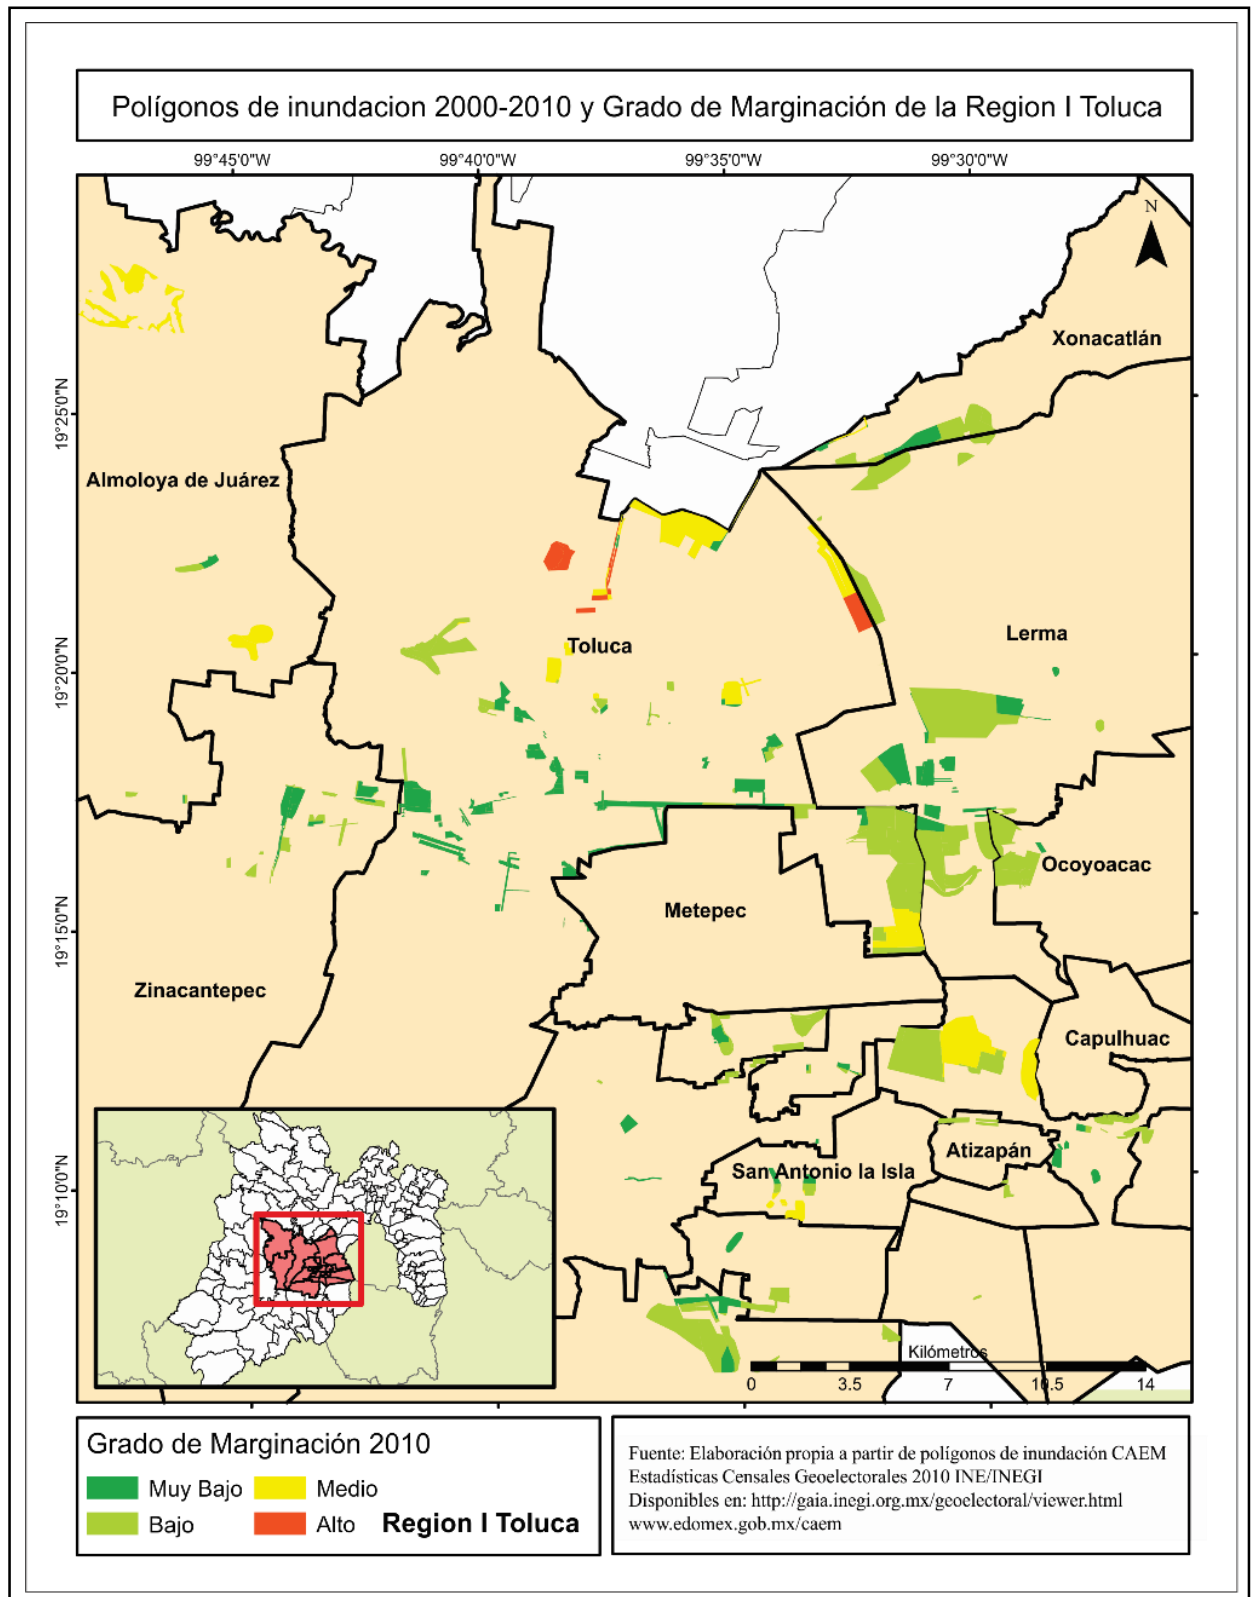 Polígonos de inundacion 2000-2010 y Grado de Marginación de la Region I Toluca
99°45'0"W 99°40'0"W 99°35'0"W 99°30'0"W
N
Xonacatlán
19°25'0"N
Almoloya de Juárez
Lerma
Toluca
19°20'0"N
Ocoyoacac
Metepec
19°15'0"N
Zinacantepec
Capulhuac
Atizapán
San Antonio la Isla
19°10'0"N
Kilómetros
0 3.5 7 10.5 14
Grado de Marginación 2010
Muy Bajo Medio
Bajo Alto Region I Toluca
Fuente: Elaboración propia a partir de polígonos de inundación CAEM
Estadísticas Censales Geoelectorales 2010 INE/INEGI
Disponibles en: http://gaia.inegi.org.mx/geoelectoral/viewer.html
www.edomex.gob.mx/caem